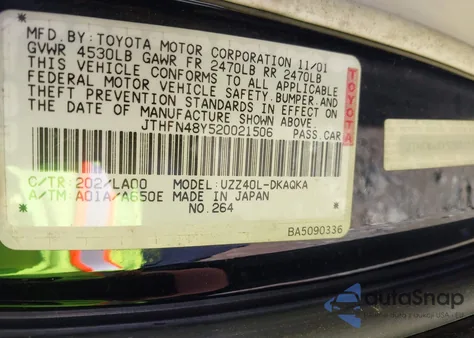 MFD.BY:TOYOTA MOTOR CORPORATION 11/01
GVWR 4530LB GAWR FR 2470LB RR 2470LB
THIS VEHICLE CONFORMS TO ALL APPLICABLE
FEDERAL MOTOR VEHICLE SAFETY,BUMPER,AND
THEFT PREVENTION STANDARDS IN EFFECT ON
THE DATE OF MANUFACTURE SHOWN ABOVE.
JTHFN48Y520021506 PASS.CAR
TOYOTA
C/TR:202/LA00 MODEL:UZZ40L-DKAQKA
A/TM:A01A/A650E MADE IN JAPAN
NO.264
BA5090336
autoSnap